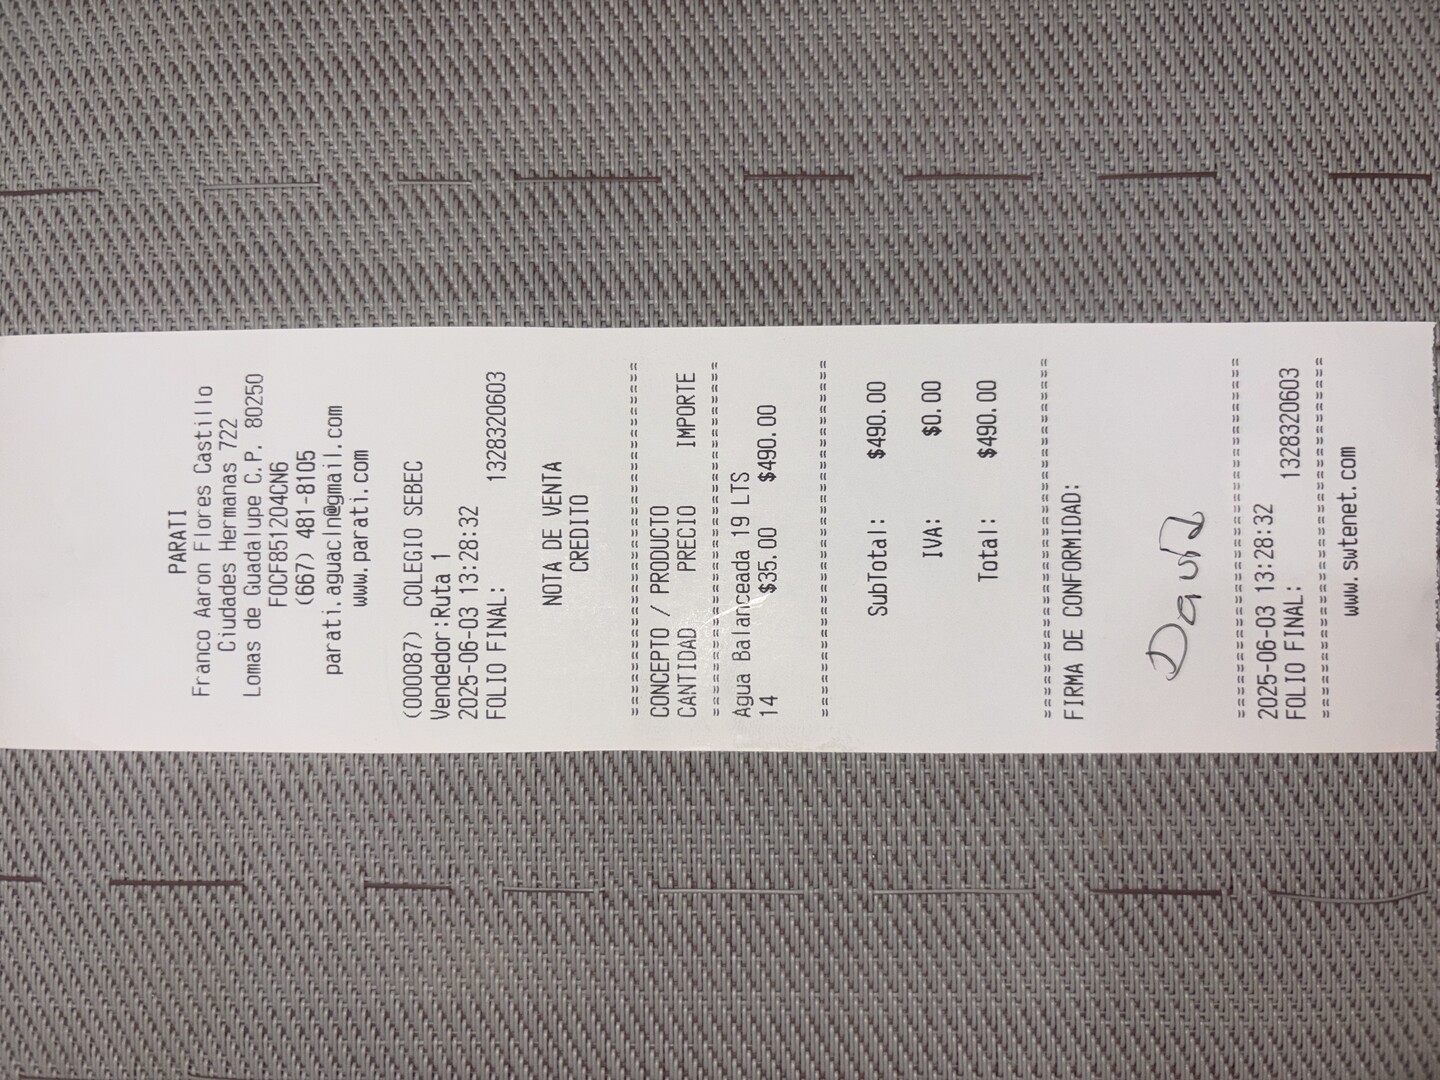 PARATI
Franco Aaron Flores Castillo
Ciudades Hermanas 722
Lomas de Guadalupe C.P. 80250
FOCF851204CN6
(667) 481-8105
parati.aguacln@gmail.com
www.parati.com
(000087) COLEGIO SEBEC
Vendedor:Ruta 1
2025-06-03 13:28:32
FOLIO FINAL: 1328320603
NOTA DE VENTA
CREDITO
================================
CONCEPTO / PRODUCTO
CANTIDAD PRECIO IMPORTE
================================
Agua Balanceada 19 LTS
14 $35.00 $490.00
================================
SubTotal: $490.00
IVA: $0.00
Total: $490.00
================================
FIRMA DE CONFORMIDAD:
David
================================
2025-06-03 13:28:32
FOLIO FINAL: 1328320603
================================
www.swtenet.com